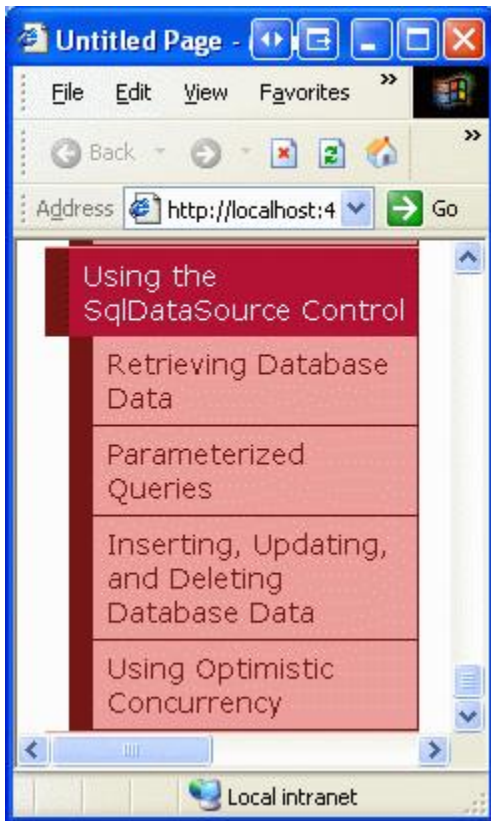 Untitled Page -
File Edit View Favorites »
Back »
Address http://localhost:4 Go
Using the
SqlDataSource Control
Retrieving Database
Data
Parameterized
Queries
Inserting, Updating,
and Deleting
Database Data
Using Optimistic
Concurrency
Local intranet